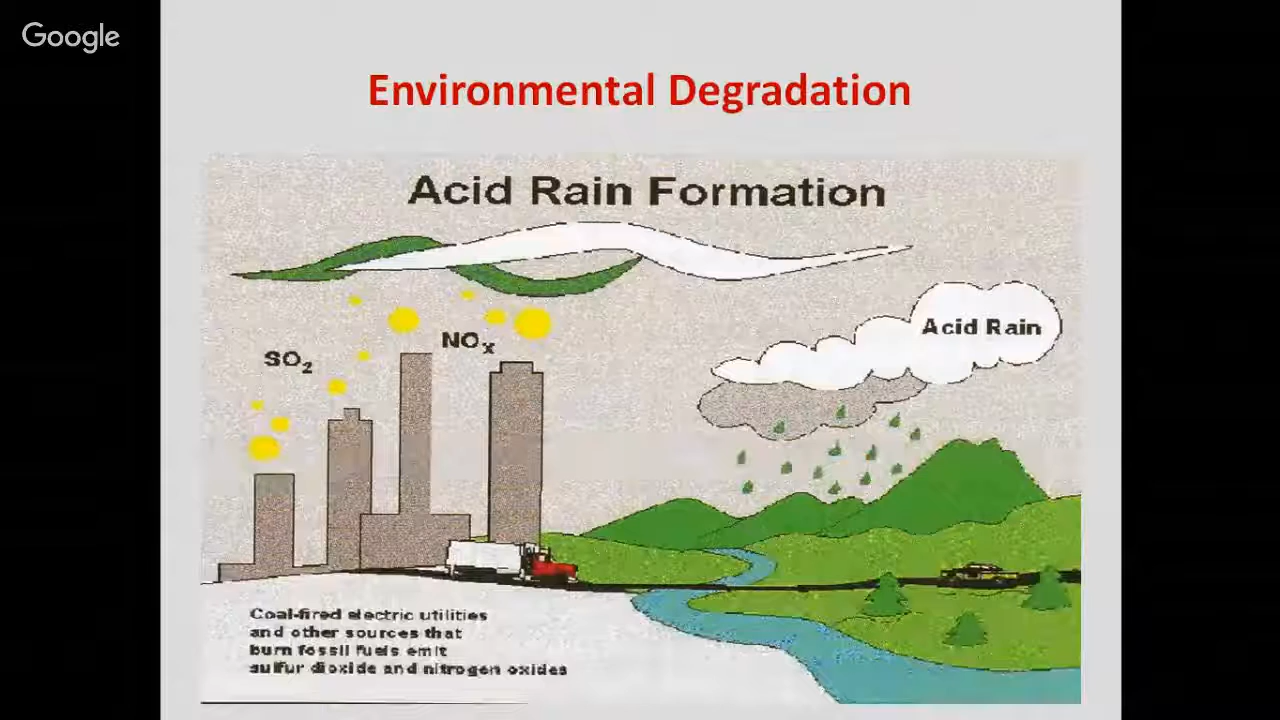 Google
Environmental Degradation
Acid Rain Formation
Acid Rain
NOx
SO2
Coal-fired electric utilities
and other sources that
burn fossil fuels emit
sulfur dioxide and nitrogen oxides